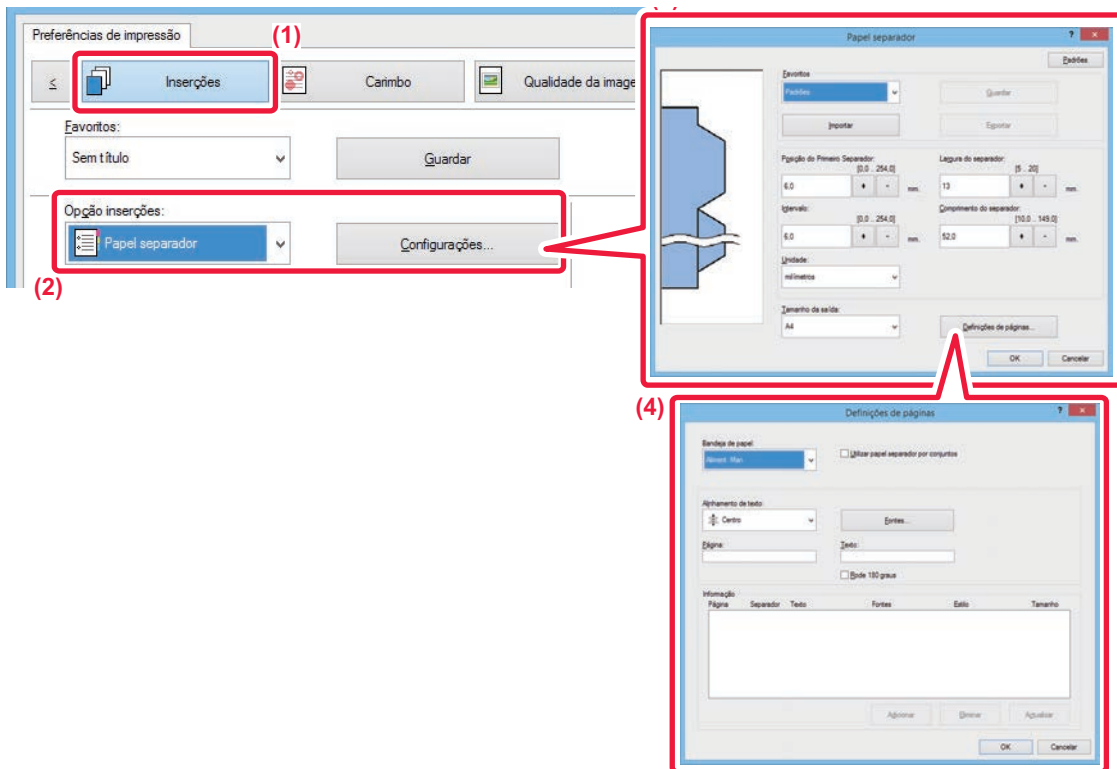 Preferências de impressão
(1)
<
Inserções
Carimbo
Qualidade da image
Favoritos:
Sem título
Guardar
Opção inserções:
Papel separador
Configurações...
(2)
Papel separador
? ×
Padrões
Favoritos
Padrões
Guardar
Importar
Exportar
Posição do Primeiro Separador:
[0,0 .. 254,0]
Largura do separador:
[5 .. 20]
6,0
+ -
mm.
13
+ -
mm.
Intervalo:
[0,0 .. 254,0]
Comprimento do separador:
[10,0 .. 149,0]
6,0
+ -
mm.
52,0
+ -
mm.
Unidade:
milímetros
Tamanho da saída:
A4
Definições de páginas...
OK
Cancelar
(4)
Definições de páginas
? ×
Bandeja de papel:
Aliment. Man.
Utilizar papel separador por conjuntos
Alinhamento de texto:
Centro
Fontes...
Página:
Texto:
Rode 180 graus
Informação
Página Separador Texto Fontes Estilo Tamanho
Adicionar
Eliminar
Actualizar
OK
Cancelar